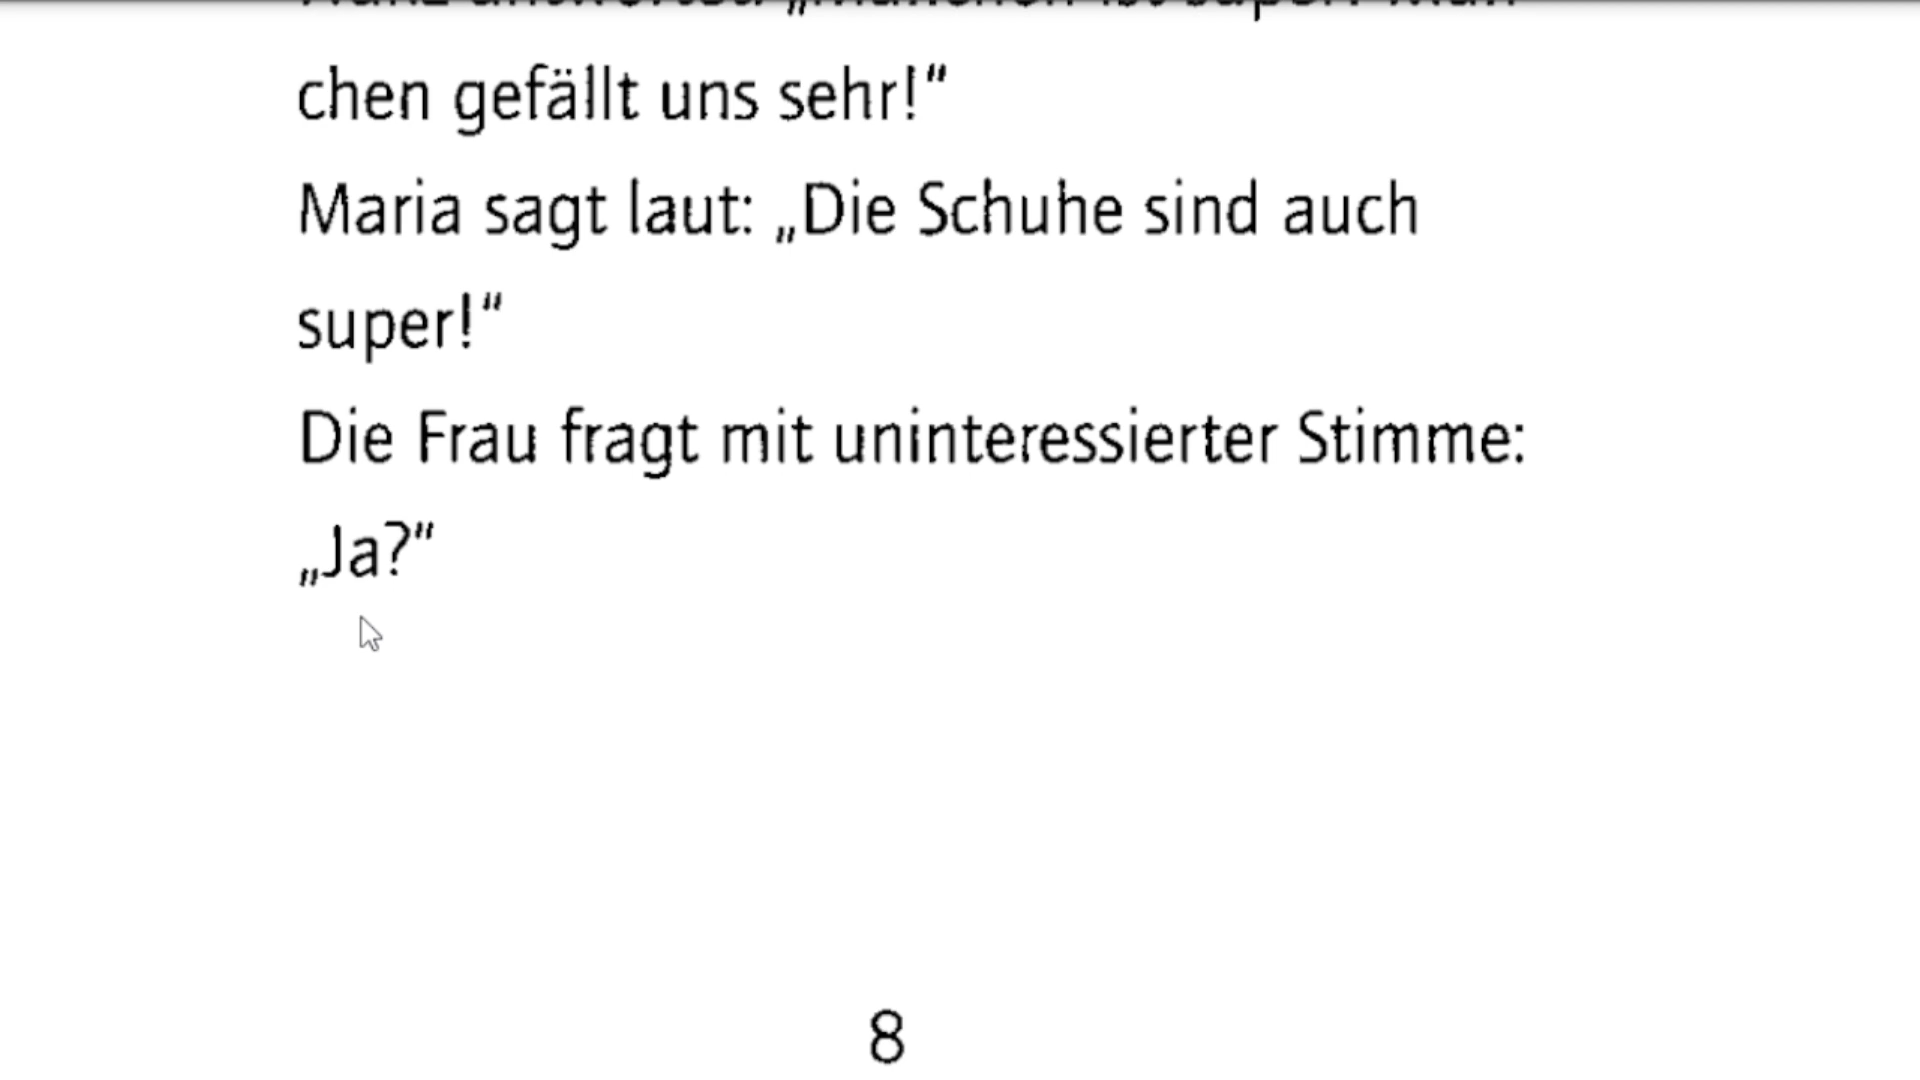 chen gefällt uns sehr!“
Maria sagt laut: „Die Schuhe sind auch
super!“
Die Frau fragt mit uninteressierter Stimme:
„Ja?“
8